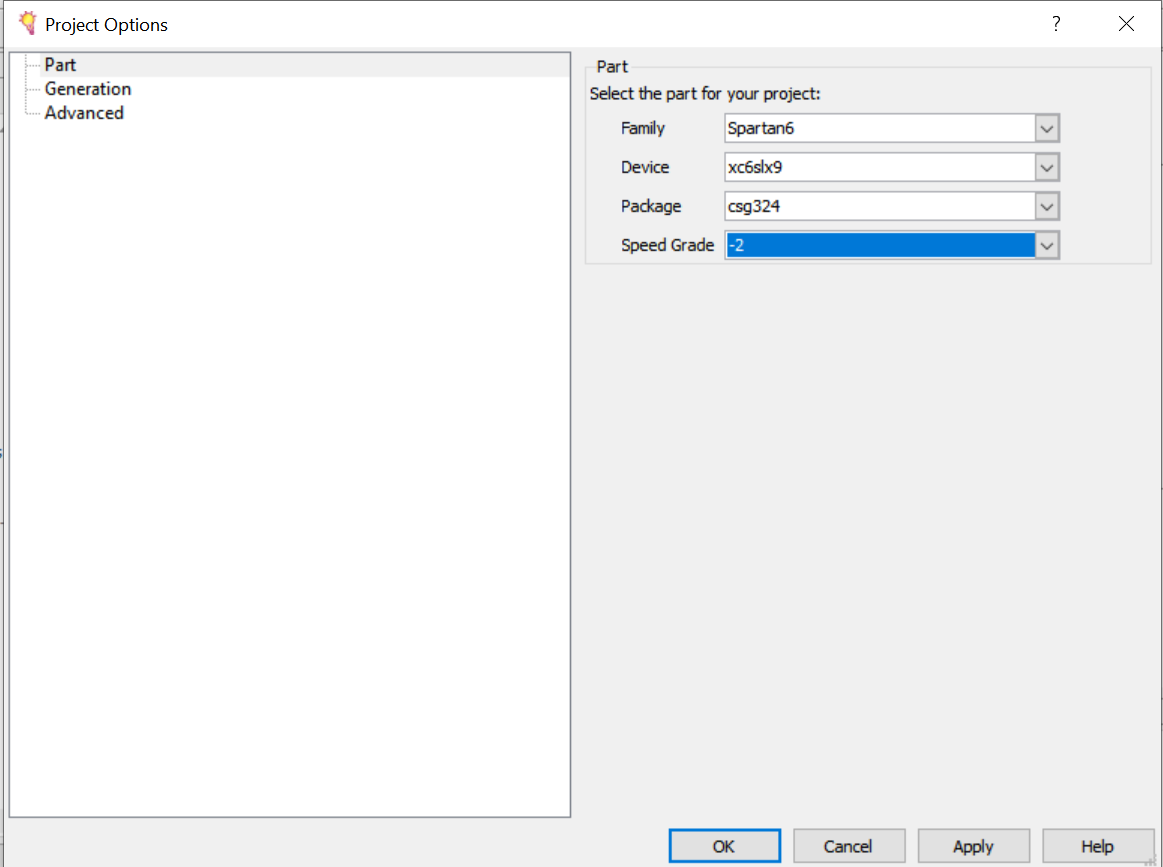 Project Options
?
Part
Generation
Advanced
Part
Select the part for your project:
Family Spartan6
Device xc6slx9
Package csg324
Speed Grade -2
OK Cancel Apply Help